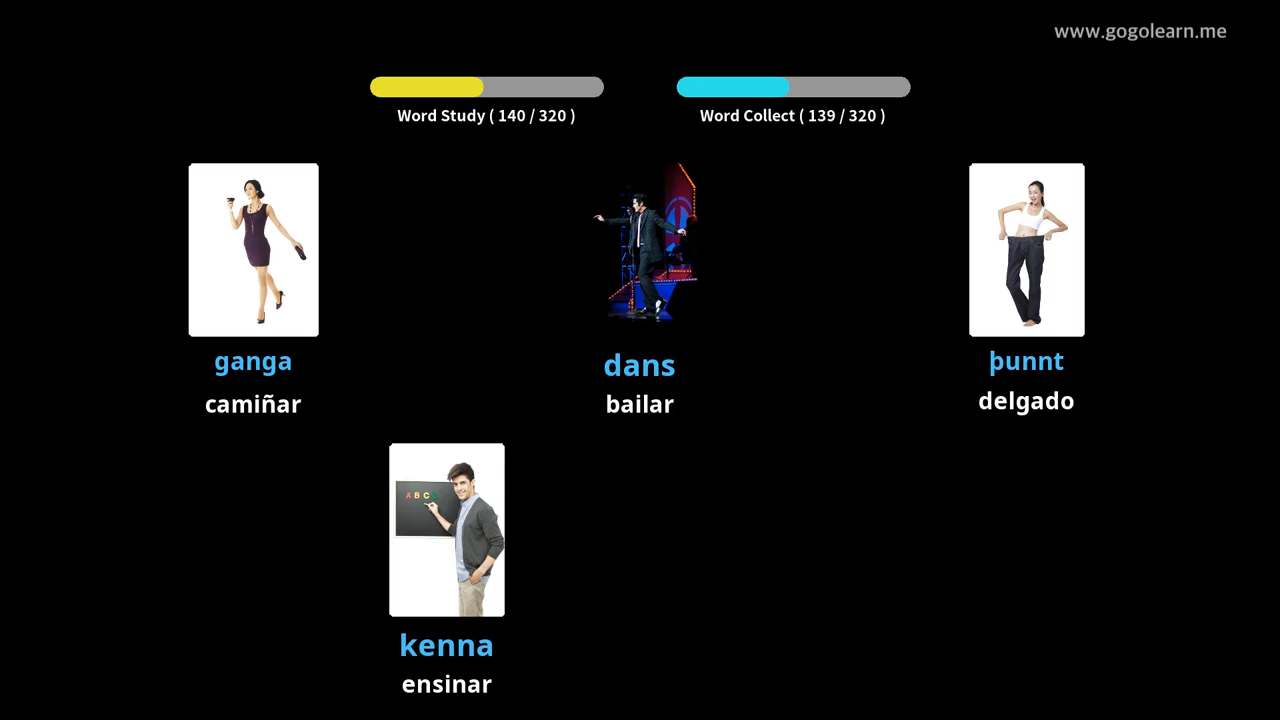 www.gogolearn.me
Word Study ( 140 / 320 )
Word Collect ( 139 / 320 )
ganga
camiñar
dans
bailar
þunnt
delgado
A B C
kenna
ensinar